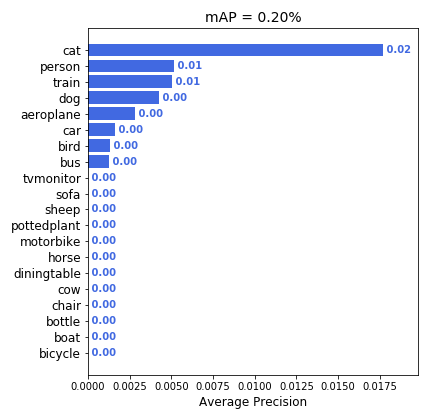 mAP = 0.20%
cat 0.02
person 0.01
train 0.01
dog 0.00
aeroplane 0.00
car 0.00
bird 0.00
bus 0.00
tvmonitor 0.00
sofa 0.00
sheep 0.00
pottedplant 0.00
motorbike 0.00
horse 0.00
diningtable 0.00
cow 0.00
chair 0.00
bottle 0.00
boat 0.00
bicycle 0.00
0.0000 0.0025 0.0050 0.0075 0.0100 0.0125 0.0150 0.0175
Average Precision